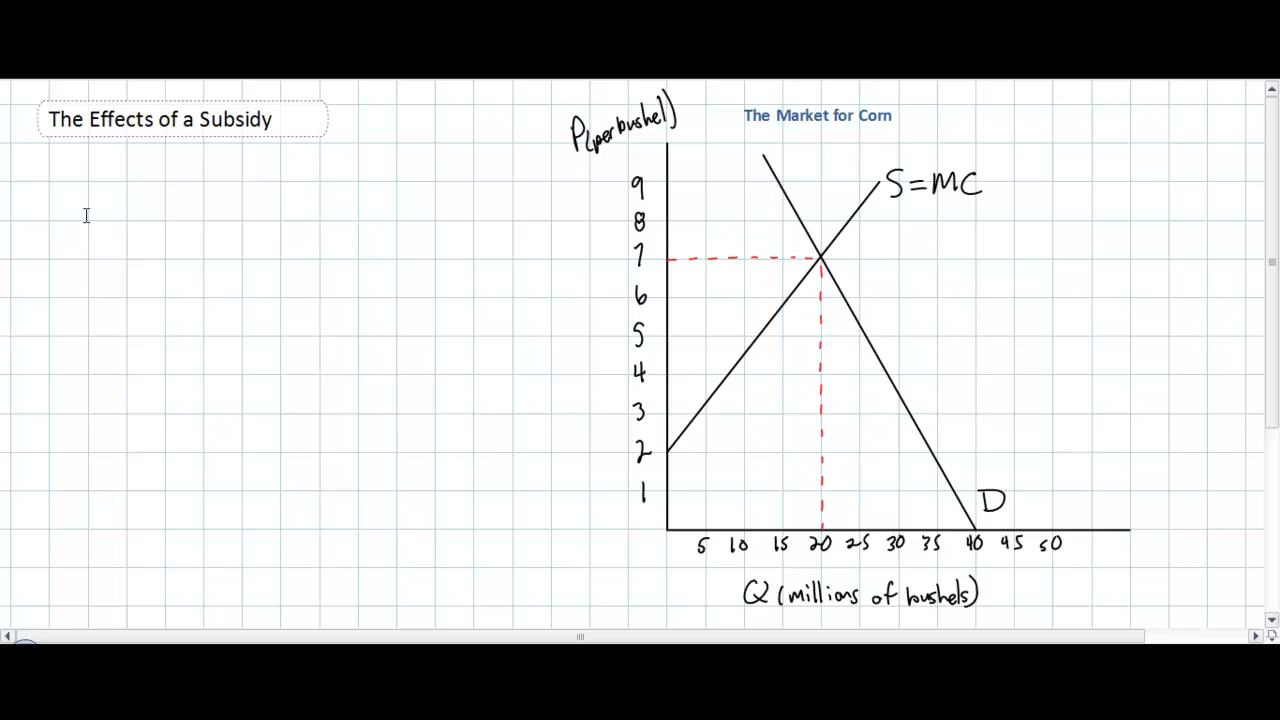 The Effects of a Subsidy
The Market for Corn
P(per bushel)
S=MC
9
8
7
6
5
4
3
2
1
D
5 10 15 20 25 30 35 40 45 50
Q (millions of bushels)